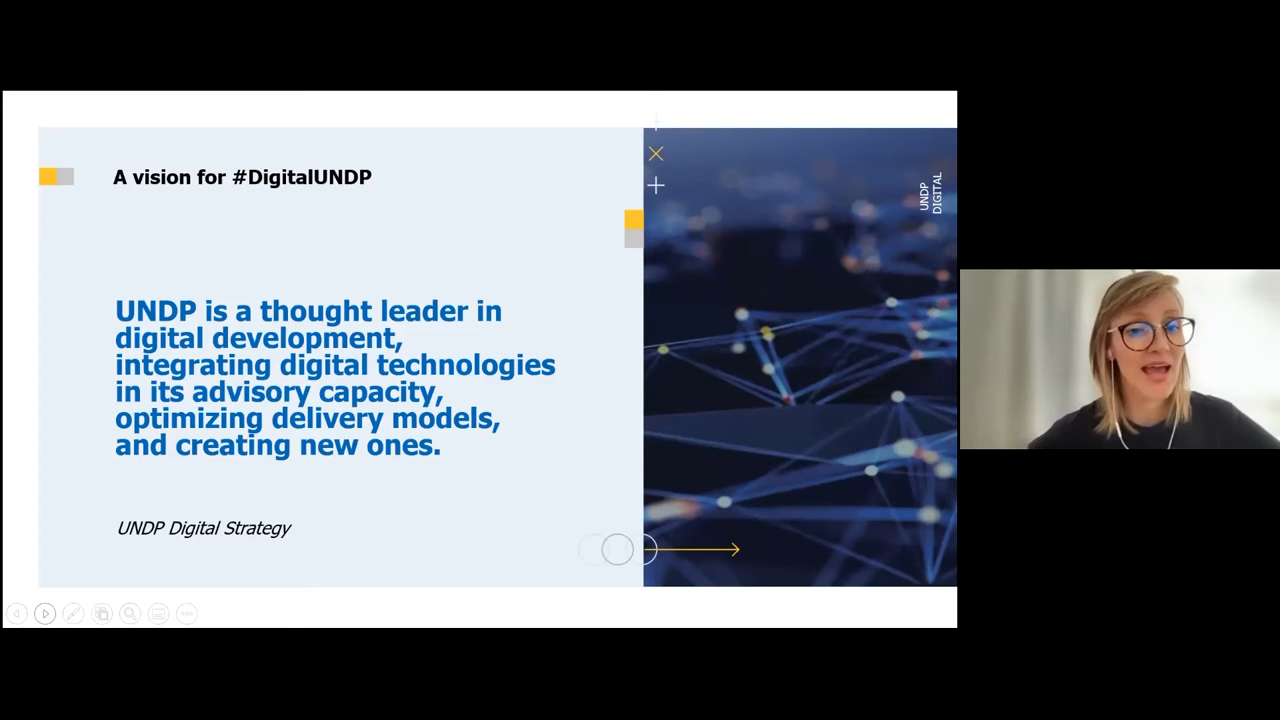 A vision for #DigitalUNDP
UNDP
DIGITAL
UNDP is a thought leader in
digital development,
integrating digital technologies
in its advisory capacity,
optimizing delivery models,
and creating new ones.
UNDP Digital Strategy